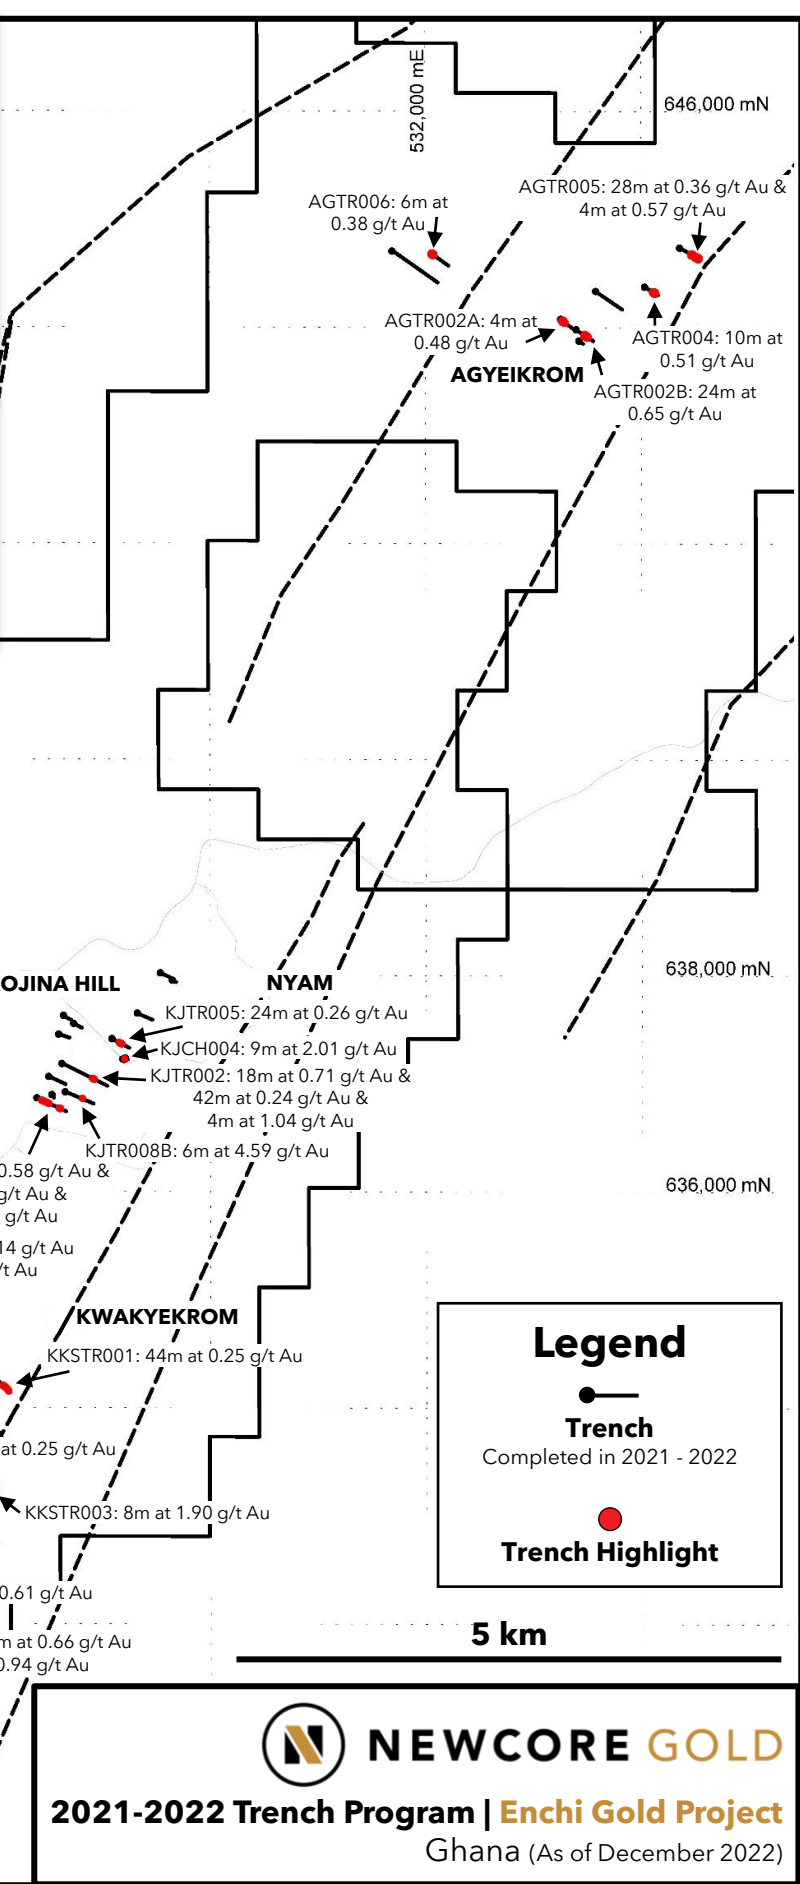 532,000 mE
646,000 mN
AGTR005: 28m at 0.36 g/t Au &
4m at 0.57 g/t Au
AGTR006: 6m at
0.38 g/t Au
AGTR002A: 4m at
0.48 g/t Au
AGTR004: 10m at
0.51 g/t Au
AGYEIKROM
AGTR002B: 24m at
0.65 g/t Au
638,000 mN
OJINA HILL
NYAM
KJTR005: 24m at 0.26 g/t Au
KJCH004: 9m at 2.01 g/t Au
KJTR002: 18m at 0.71 g/t Au &
42m at 0.24 g/t Au &
4m at 1.04 g/t Au
KJTR008B: 6m at 4.59 g/t Au
0.58 g/t Au &
g/t Au &
g/t Au
636,000 mN
14 g/t Au
/t Au
KWAKYEKROM
KKSTR001: 44m at 0.25 g/t Au
at 0.25 g/t Au
KKSTR003: 8m at 1.90 g/t Au
0.61 g/t Au
m at 0.66 g/t Au
0.94 g/t Au
Legend
Trench
Completed in 2021 - 2022
Trench Highlight
5 km
NEWCORE GOLD
2021-2022 Trench Program | Enchi Gold Project
Ghana (As of December 2022)